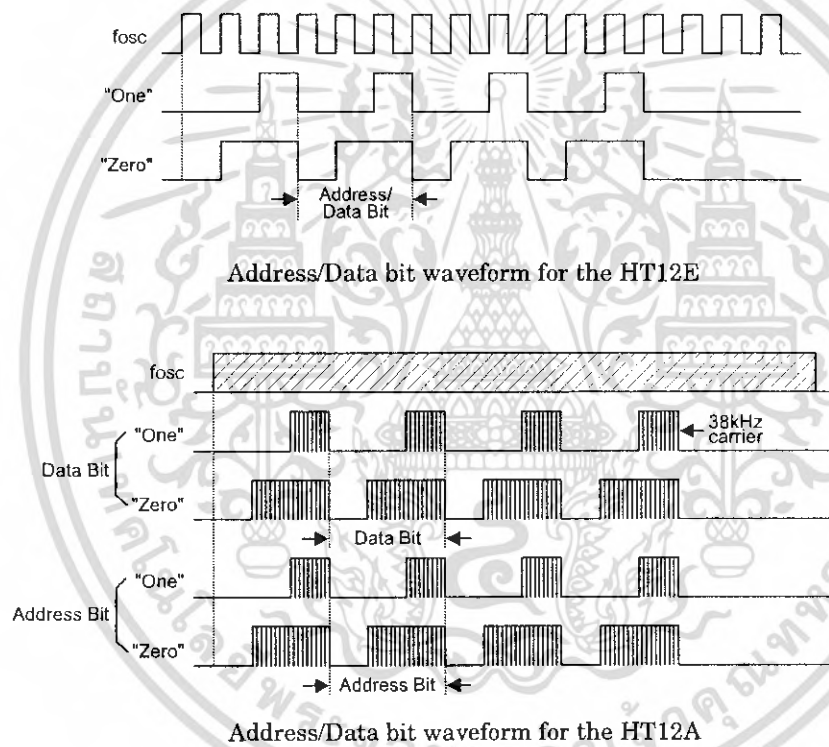 fosc
"One"
"Zero"
Address/
Data Bit
Address/Data bit waveform for the HT12E
fosc
"One"
38kHz
carrier
Data Bit
"Zero"
Data Bit
"One"
Address Bit
"Zero"
Address Bit
Address/Data bit waveform for the HT12A